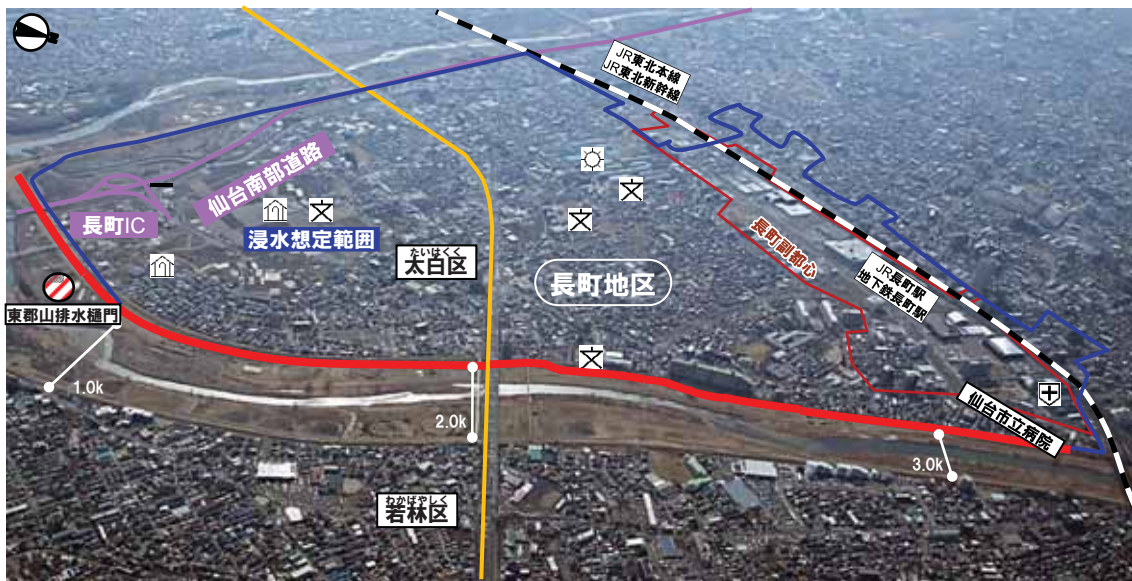 JR東北本線
JR東北新幹線
仙台南部道路
長町IC
浸水想定範囲
たいはくく
太白区
長町地区
長町副都心
JR長町駅
地下鉄長町駅
東郡山排水樋門
1.0k
2.0k
仙台市立病院
3.0k
わかばやしく
若林区